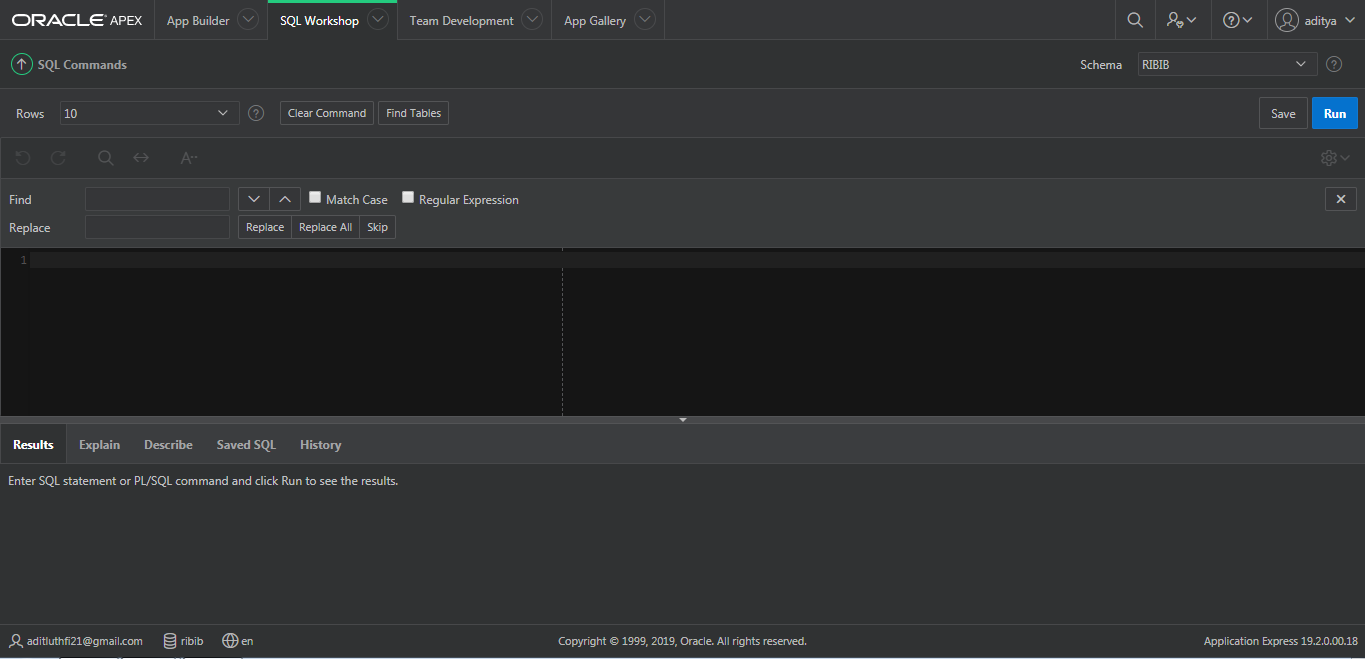 ORACLE APEX App Builder SQL Workshop Team Development App Gallery aditya
SQL Commands Schema RIBIB ?
Rows 10 ? Clear Command Find Tables Save Run
A··
Find Match Case Regular Expression
Replace Replace Replace All Skip
1
Results Explain Describe Saved SQL History
Enter SQL statement or PL/SQL command and click Run to see the results.
aditluthfi21@gmail.com ribib en Copyright © 1999, 2019, Oracle. All rights reserved. Application Express 19.2.0.00.18